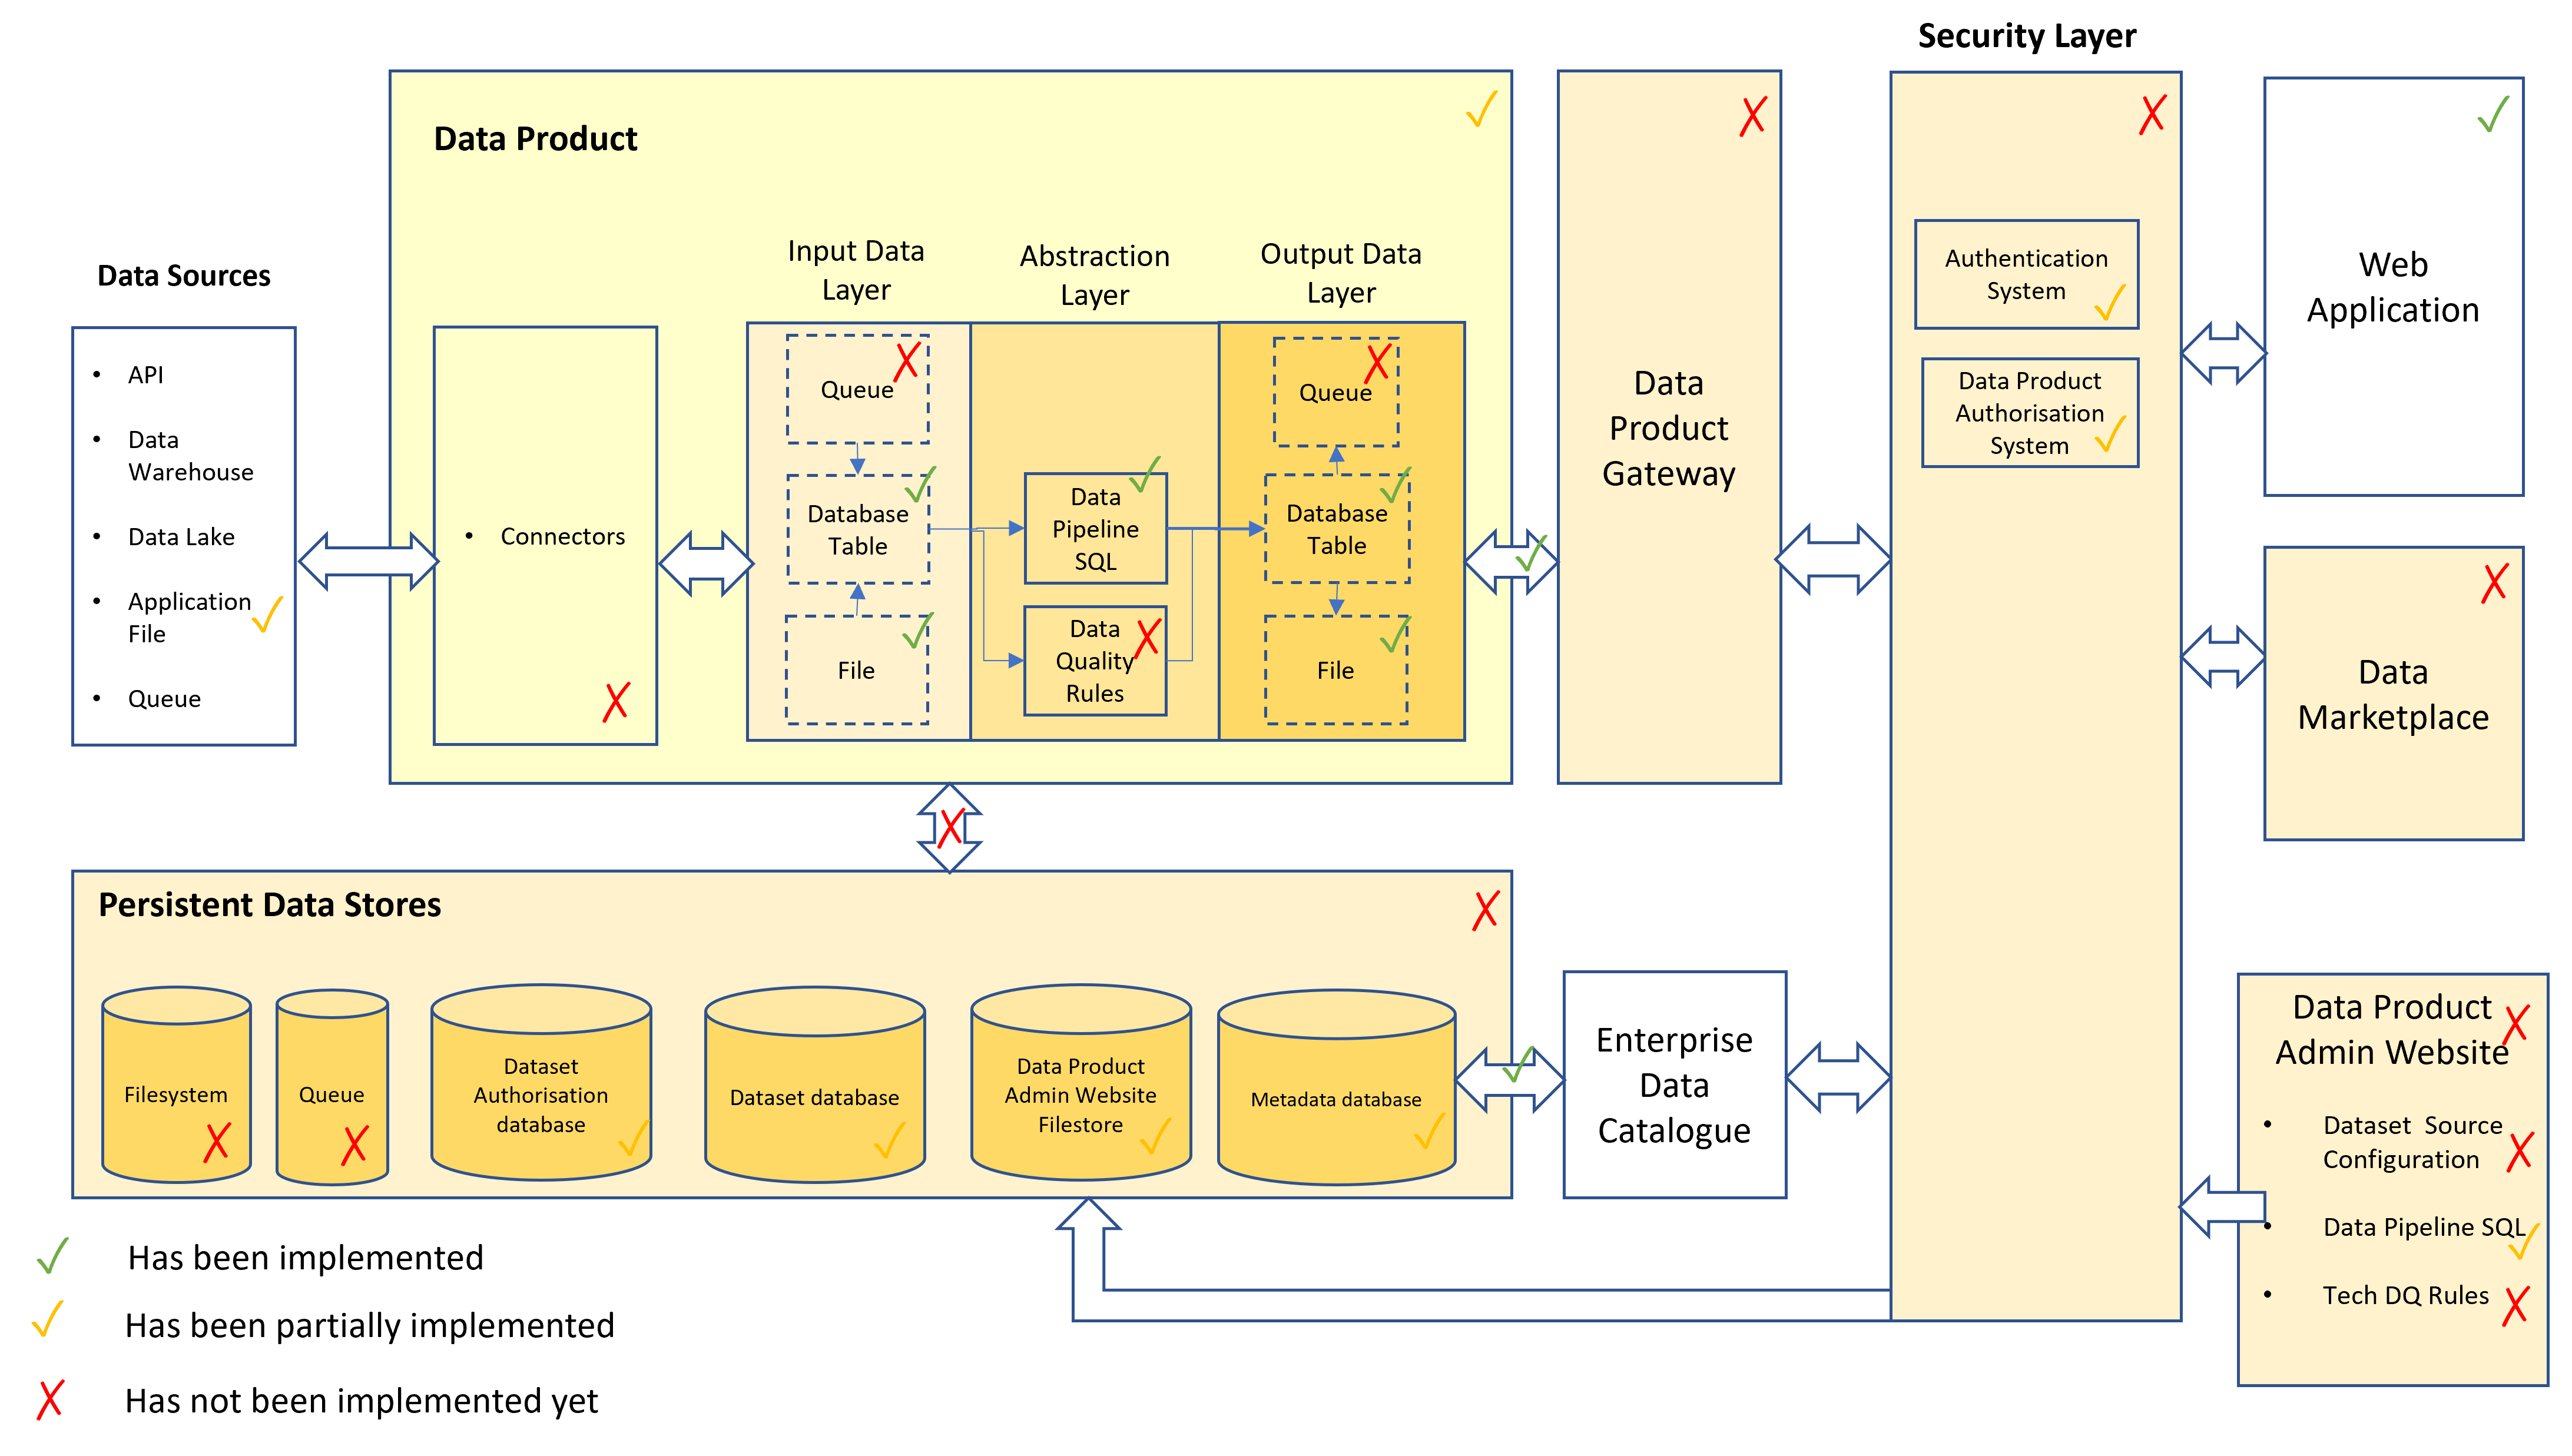 Security Layer
Data Product
Data Sources
API
Data
Warehouse
Data Lake
Application
File
Queue
Connectors
Input Data
Layer
Queue
Database
Table
File
Abstraction
Layer
Data
Pipeline
SQL
Data
Quality
Rules
Output Data
Layer
Queue
Database
Table
File
Data
Product
Gateway
Authentication
System
Data Product
Authorisation
System
Web
Application
Data
Marketplace
Persistent Data Stores
Filesystem
Queue
Dataset
Authorisation
database
Dataset database
Data Product
Admin Website
Filestore
Metadata database
Enterprise
Data
Catalogue
Data Product
Admin Website
Dataset Source
Configuration
Data Pipeline SQL
Tech DQ Rules
Has been implemented
Has been partially implemented
Has not been implemented yet